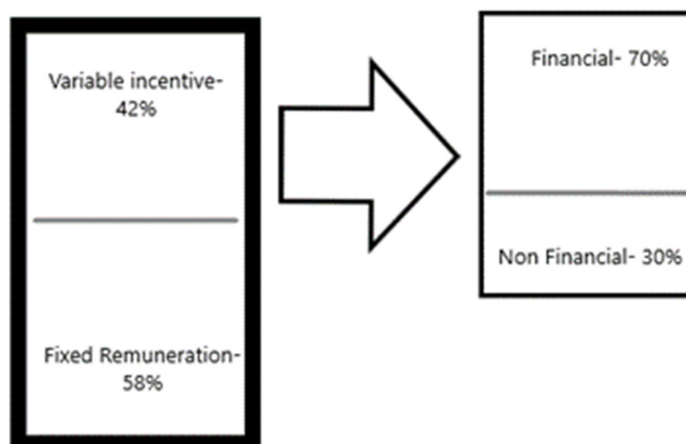 Variable incentive-
42%
Fixed Remuneration-
58%
Financial- 70%
Non Financial- 30%